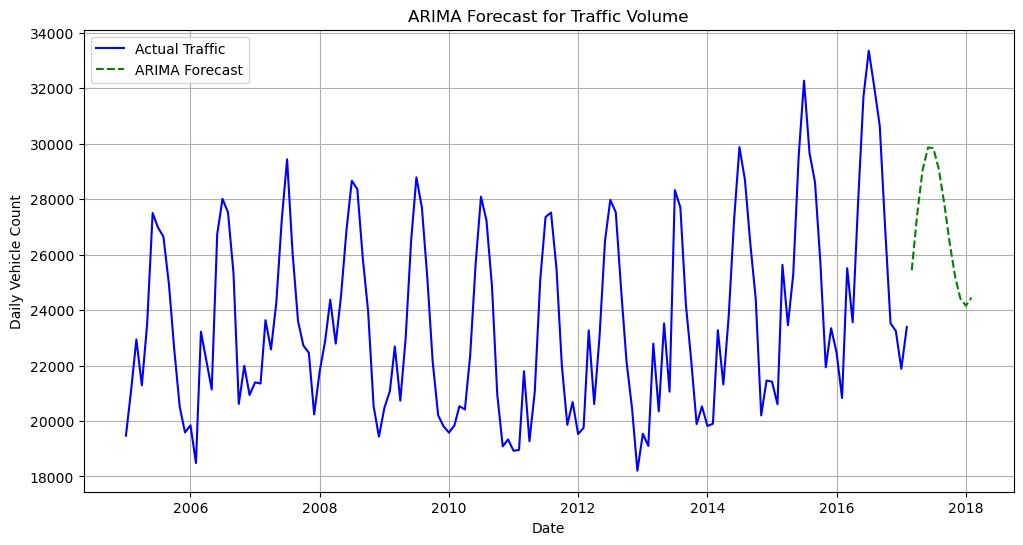 ARIMA Forecast for Traffic Volume
Actual Traffic
ARIMA Forecast
Daily Vehicle Count
34000
32000
30000
28000
26000
24000
22000
20000
18000
2006 2008 2010 2012 2014 2016 2018
Date